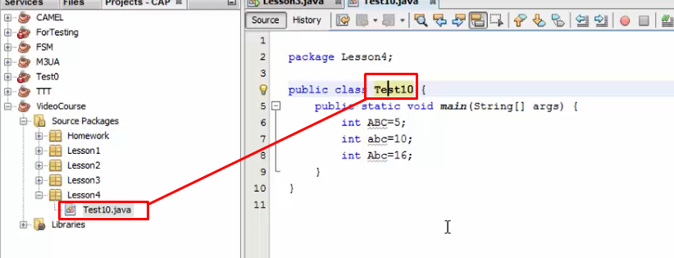 Services Files Projects - CAP
CAMEL
ForTesting
FSM
M3UA
Test0
TTT
VideoCourse
Source Packages
Homework
Lesson1
Lesson2
Lesson3
Lesson4
Test10.java
Libraries
Lesson3.java Test10.java
Source History
1
2 package Lesson4;
3
4 public class Test10 {
5 public static void main(String[] args) {
6 int ABC=5;
7 int abc=10;
8 int Abc=16;
9 }
10 }
11